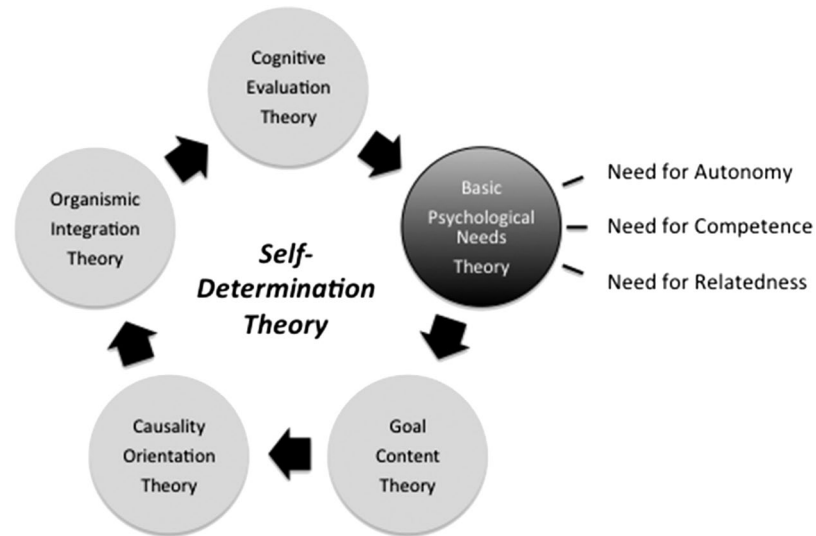 Cognitive
Evaluation
Theory
Basic
Psychological
Needs
Theory
Need for Autonomy
Need for Competence
Need for Relatedness
Organismic
Integration
Theory
Self-
Determination
Theory
Causality
Orientation
Theory
Goal
Content
Theory